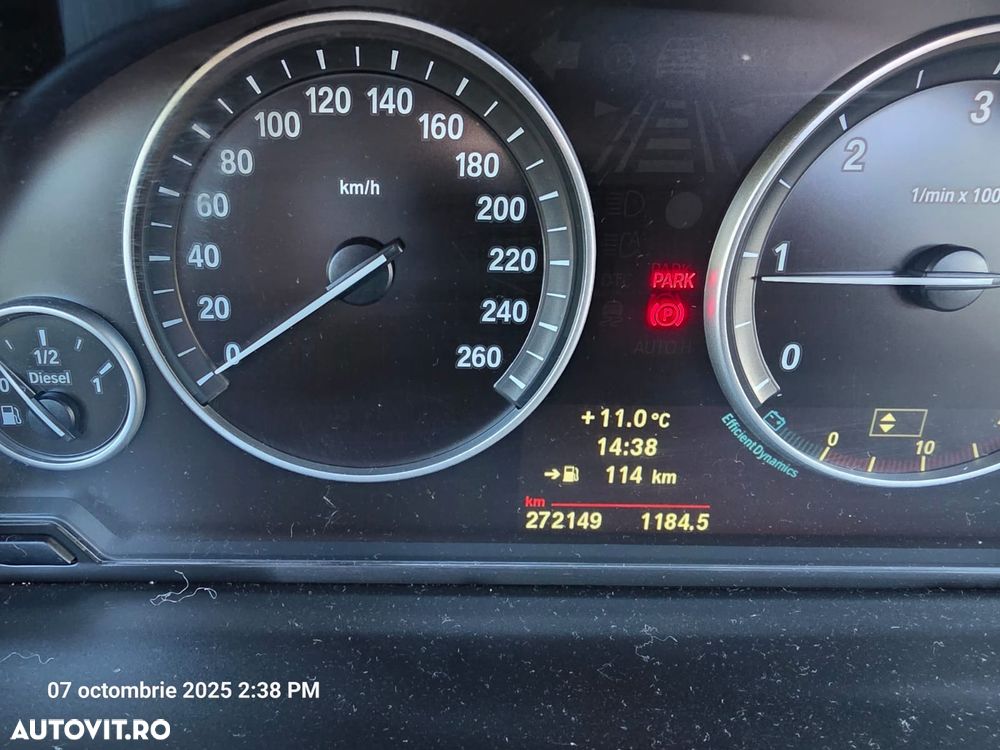 0
20
40
60
80
100
120
140
160
180
200
220
240
260
km/h
0
1/2
1
Diesel
PARK
P
AUTO H
0
1
2
3
1/min x 100
+11.0 °C
14:38
114 km
km
272149 1184.5
EfficientDynamics
0
10
07 octombrie 2025 2:38 PM
AUTOVIT.RO